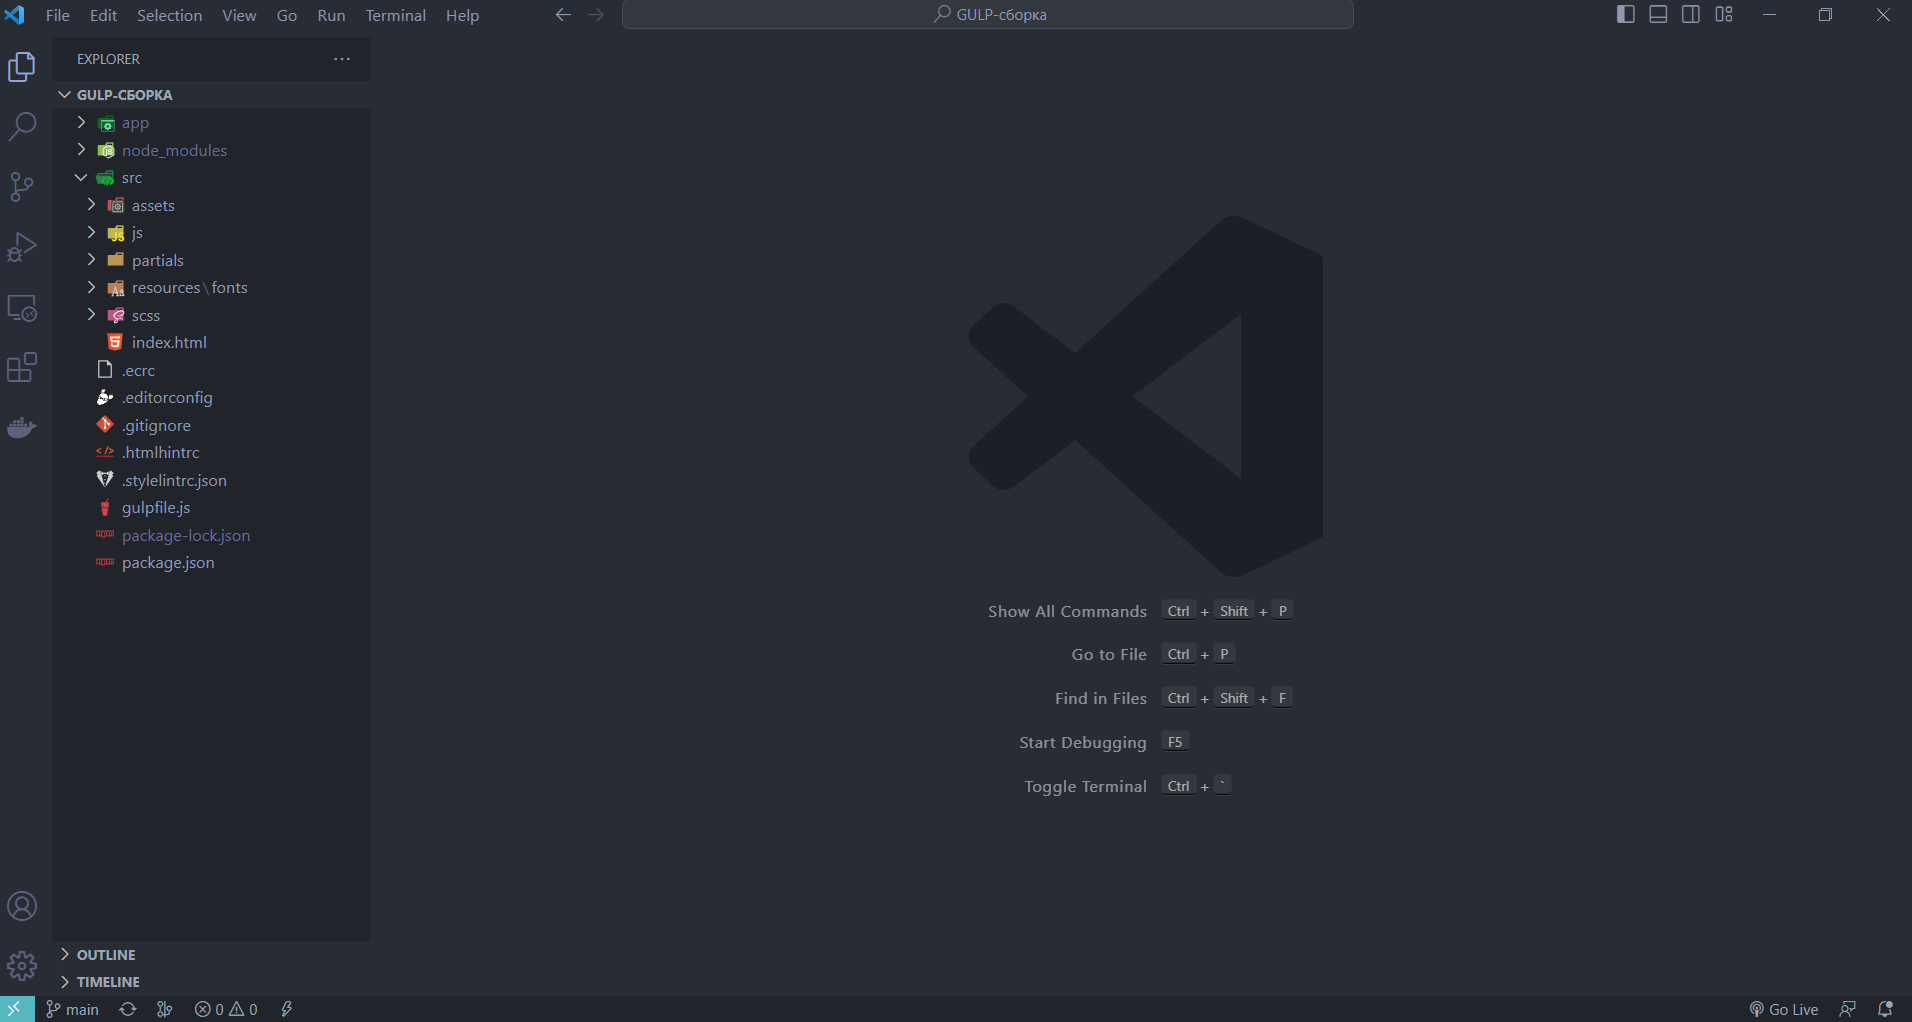 File Edit Selection View Go Run Terminal Help
GULP-сборка
EXPLORER
GULP-СБОРКА
app
node_modules
src
assets
js
partials
resources\fonts
scss
index.html
.ecrc
.editorconfig
.gitignore
.htmlhintrc
.stylelintrc.json
gulpfile.js
package-lock.json
package.json
Show All Commands Ctrl + Shift + P
Go to File Ctrl + P
Find in Files Ctrl + Shift + F
Start Debugging F5
Toggle Terminal Ctrl + `
OUTLINE
TIMELINE
main 0 0 Go Live